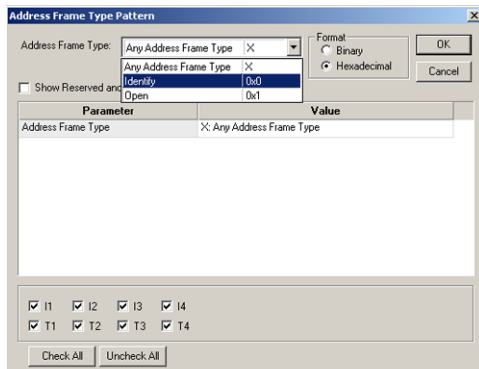 Address Frame Type Pattern
Address Frame Type:
Any Address Frame Type X
Any Address Frame Type X
Identify 0x0
Open 0x1
Format
Binary
Hexadecimal
OK
Cancel
Show Reserved and
Parameter Value
Address Frame Type X: Any Address Frame Type
I1 I2 I3 I4
T1 T2 T3 T4
Check All Uncheck All